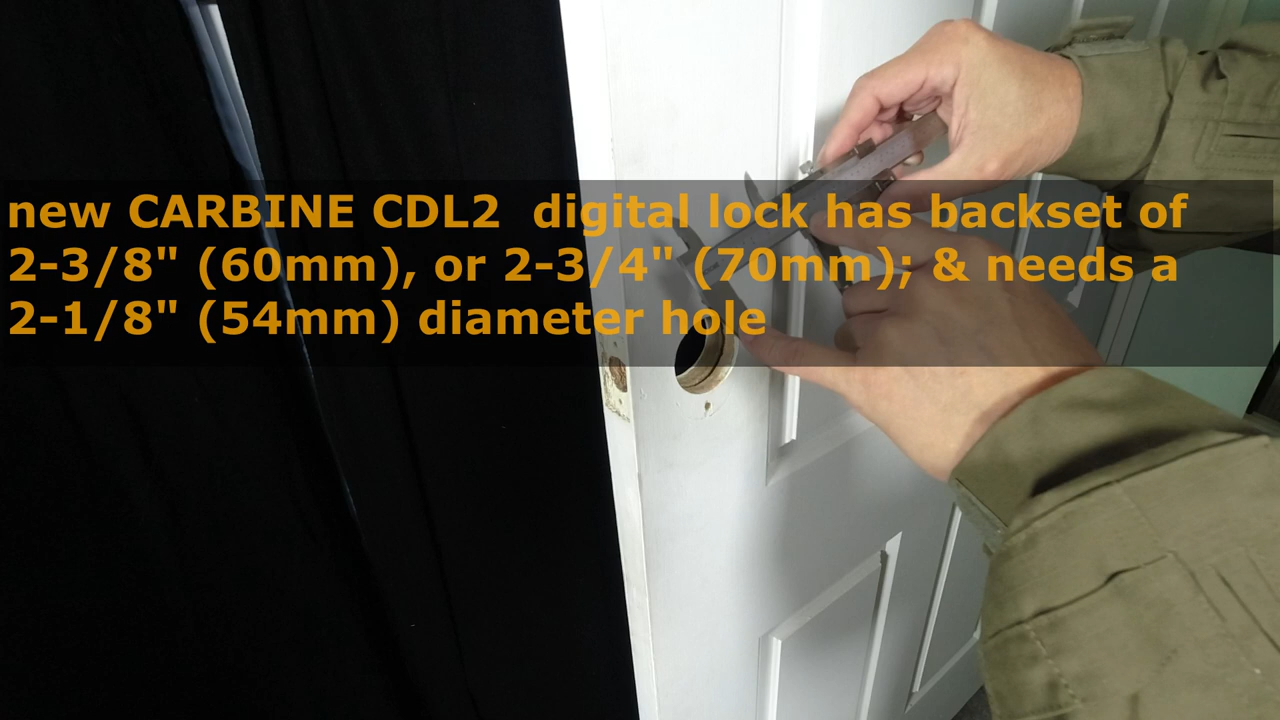 new CARBINE CDL2  digital lock has backset of
2-3/8" (60mm), or 2-3/4" (70mm); & needs a
2-1/8" (54mm) diameter hole